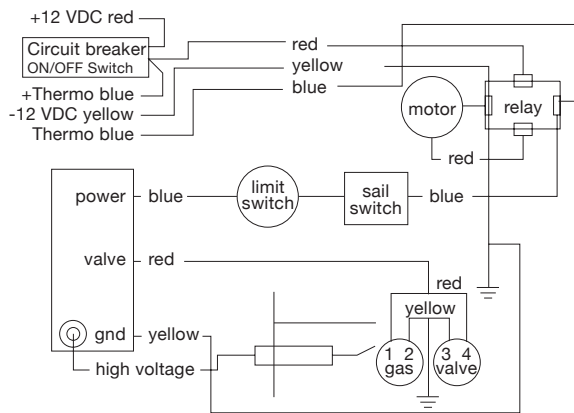 +12 VDC red
Circuit breaker
ON/OFF Switch
+Thermo blue
-12 VDC yellow
Thermo blue
red
yellow
blue
motor
relay
red
power
blue
limit
switch
sail
switch
blue
valve
red
red
yellow
gnd
yellow
high voltage
1 2
gas
3 4
valve